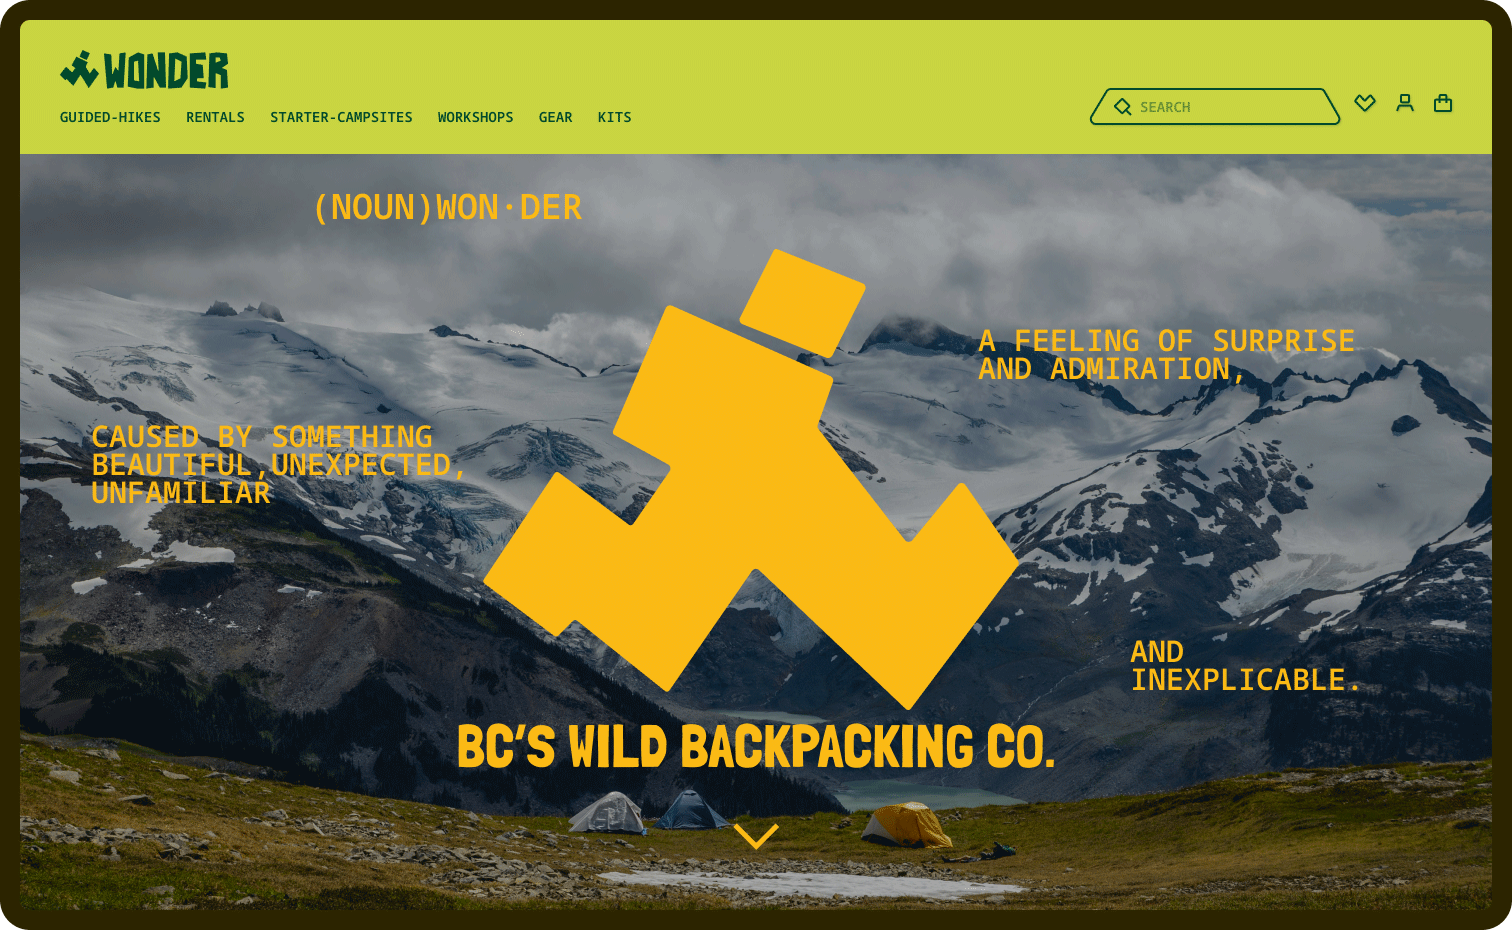 WONDER
GUIDED-HIKES RENTALS STARTER-CAMPSITES WORKSHOPS GEAR KITS
SEARCH
(NOUN)WON·DER
A FEELING OF SURPRISE
AND ADMIRATION,
CAUSED BY SOMETHING
BEAUTIFUL,UNEXPECTED,
UNFAMILIAR
AND
INEXPLICABLE.
BC'S WILD BACKPACKING CO.